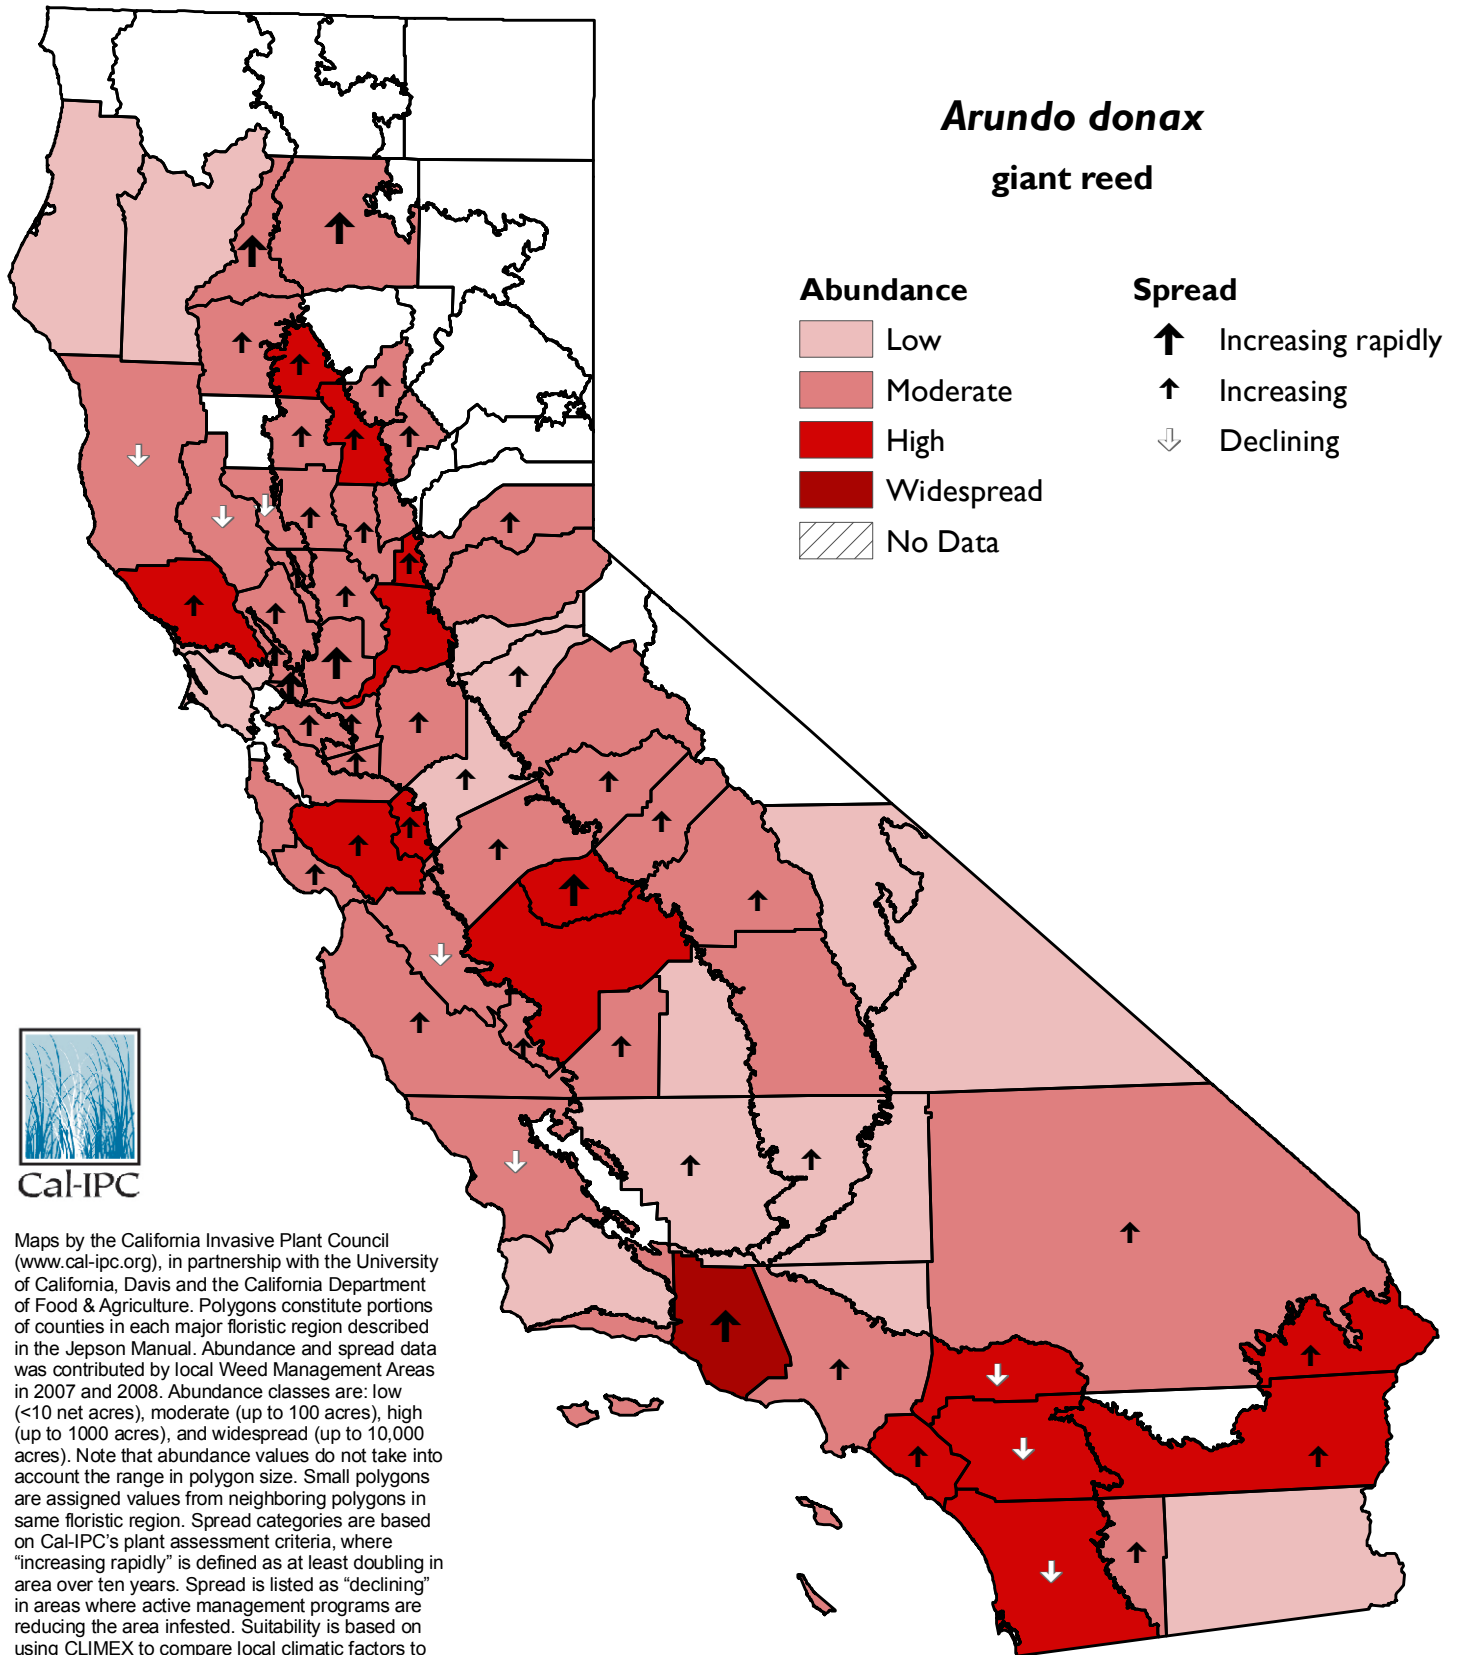 Arundo donax
giant reed
Abundance
Low
Moderate
High
Widespread
No Data
Spread
Increasing rapidly
Increasing
Declining
Cal-IPC
Maps by the California Invasive Plant Council
(www.cal-ipc.org), in partnership with the University
of California, Davis and the California Department
of Food & Agriculture. Polygons constitute portions
of counties in each major floristic region described
in the Jepson Manual. Abundance and spread data
was contributed by local Weed Management Areas
in 2007 and 2008. Abundance classes are: low
(<10 net acres), moderate (up to 100 acres), high
(up to 1000 acres), and widespread (up to 10,000
acres). Note that abundance values do not take into
account the range in polygon size. Small polygons
are assigned values from neighboring polygons in
same floristic region. Spread categories are based
on Cal-IPC’s plant assessment criteria, where
“increasing rapidly” is defined as at least doubling in
area over ten years. Spread is listed as “declining”
in areas where active management programs are
reducing the area infested. Suitability is based on
using CLIMEX to compare local climatic factors to